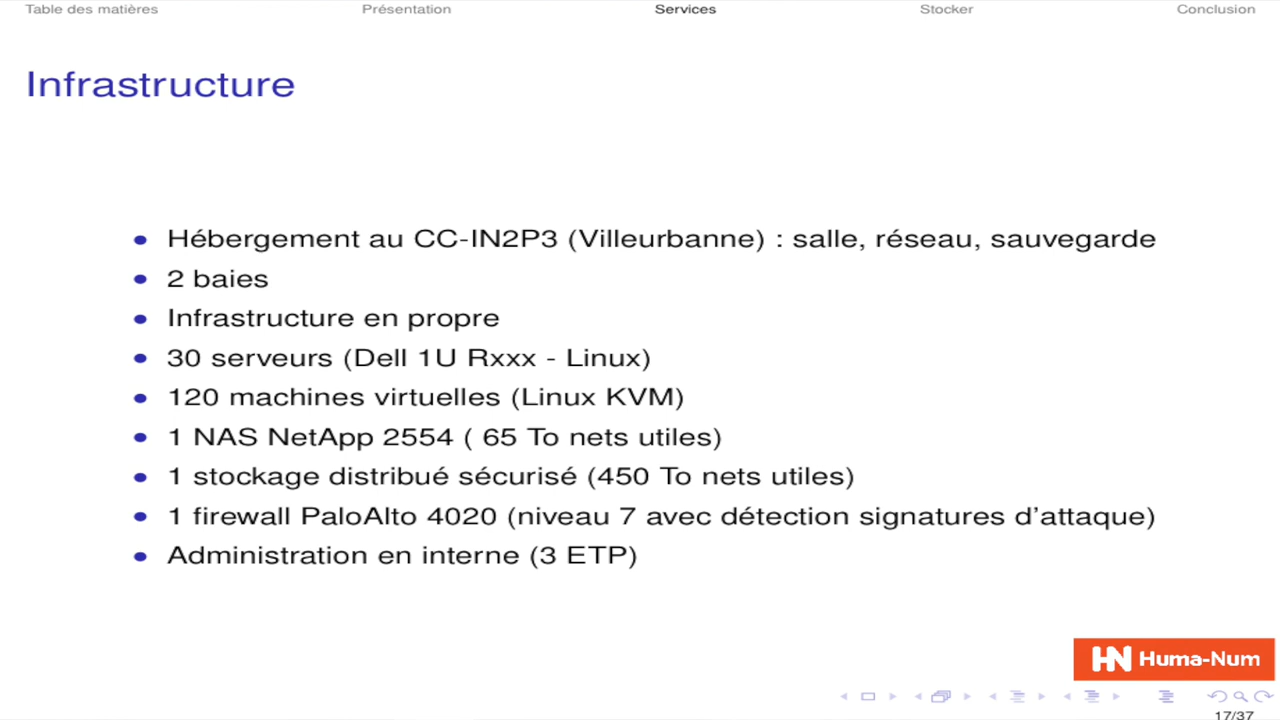 Table des matières Présentation Services Stocker Conclusion
Infrastructure
Hébergement au CC-IN2P3 (Villeurbanne) : salle, réseau, sauvegarde
2 baies
Infrastructure en propre
30 serveurs (Dell 1U Rxxx - Linux)
120 machines virtuelles (Linux KVM)
1 NAS NetApp 2554 ( 65 To nets utiles)
1 stockage distribué sécurisé (450 To nets utiles)
1 firewall PaloAlto 4020 (niveau 7 avec détection signatures d'attaque)
Administration en interne (3 ETP)
HN Huma-Num
17/37